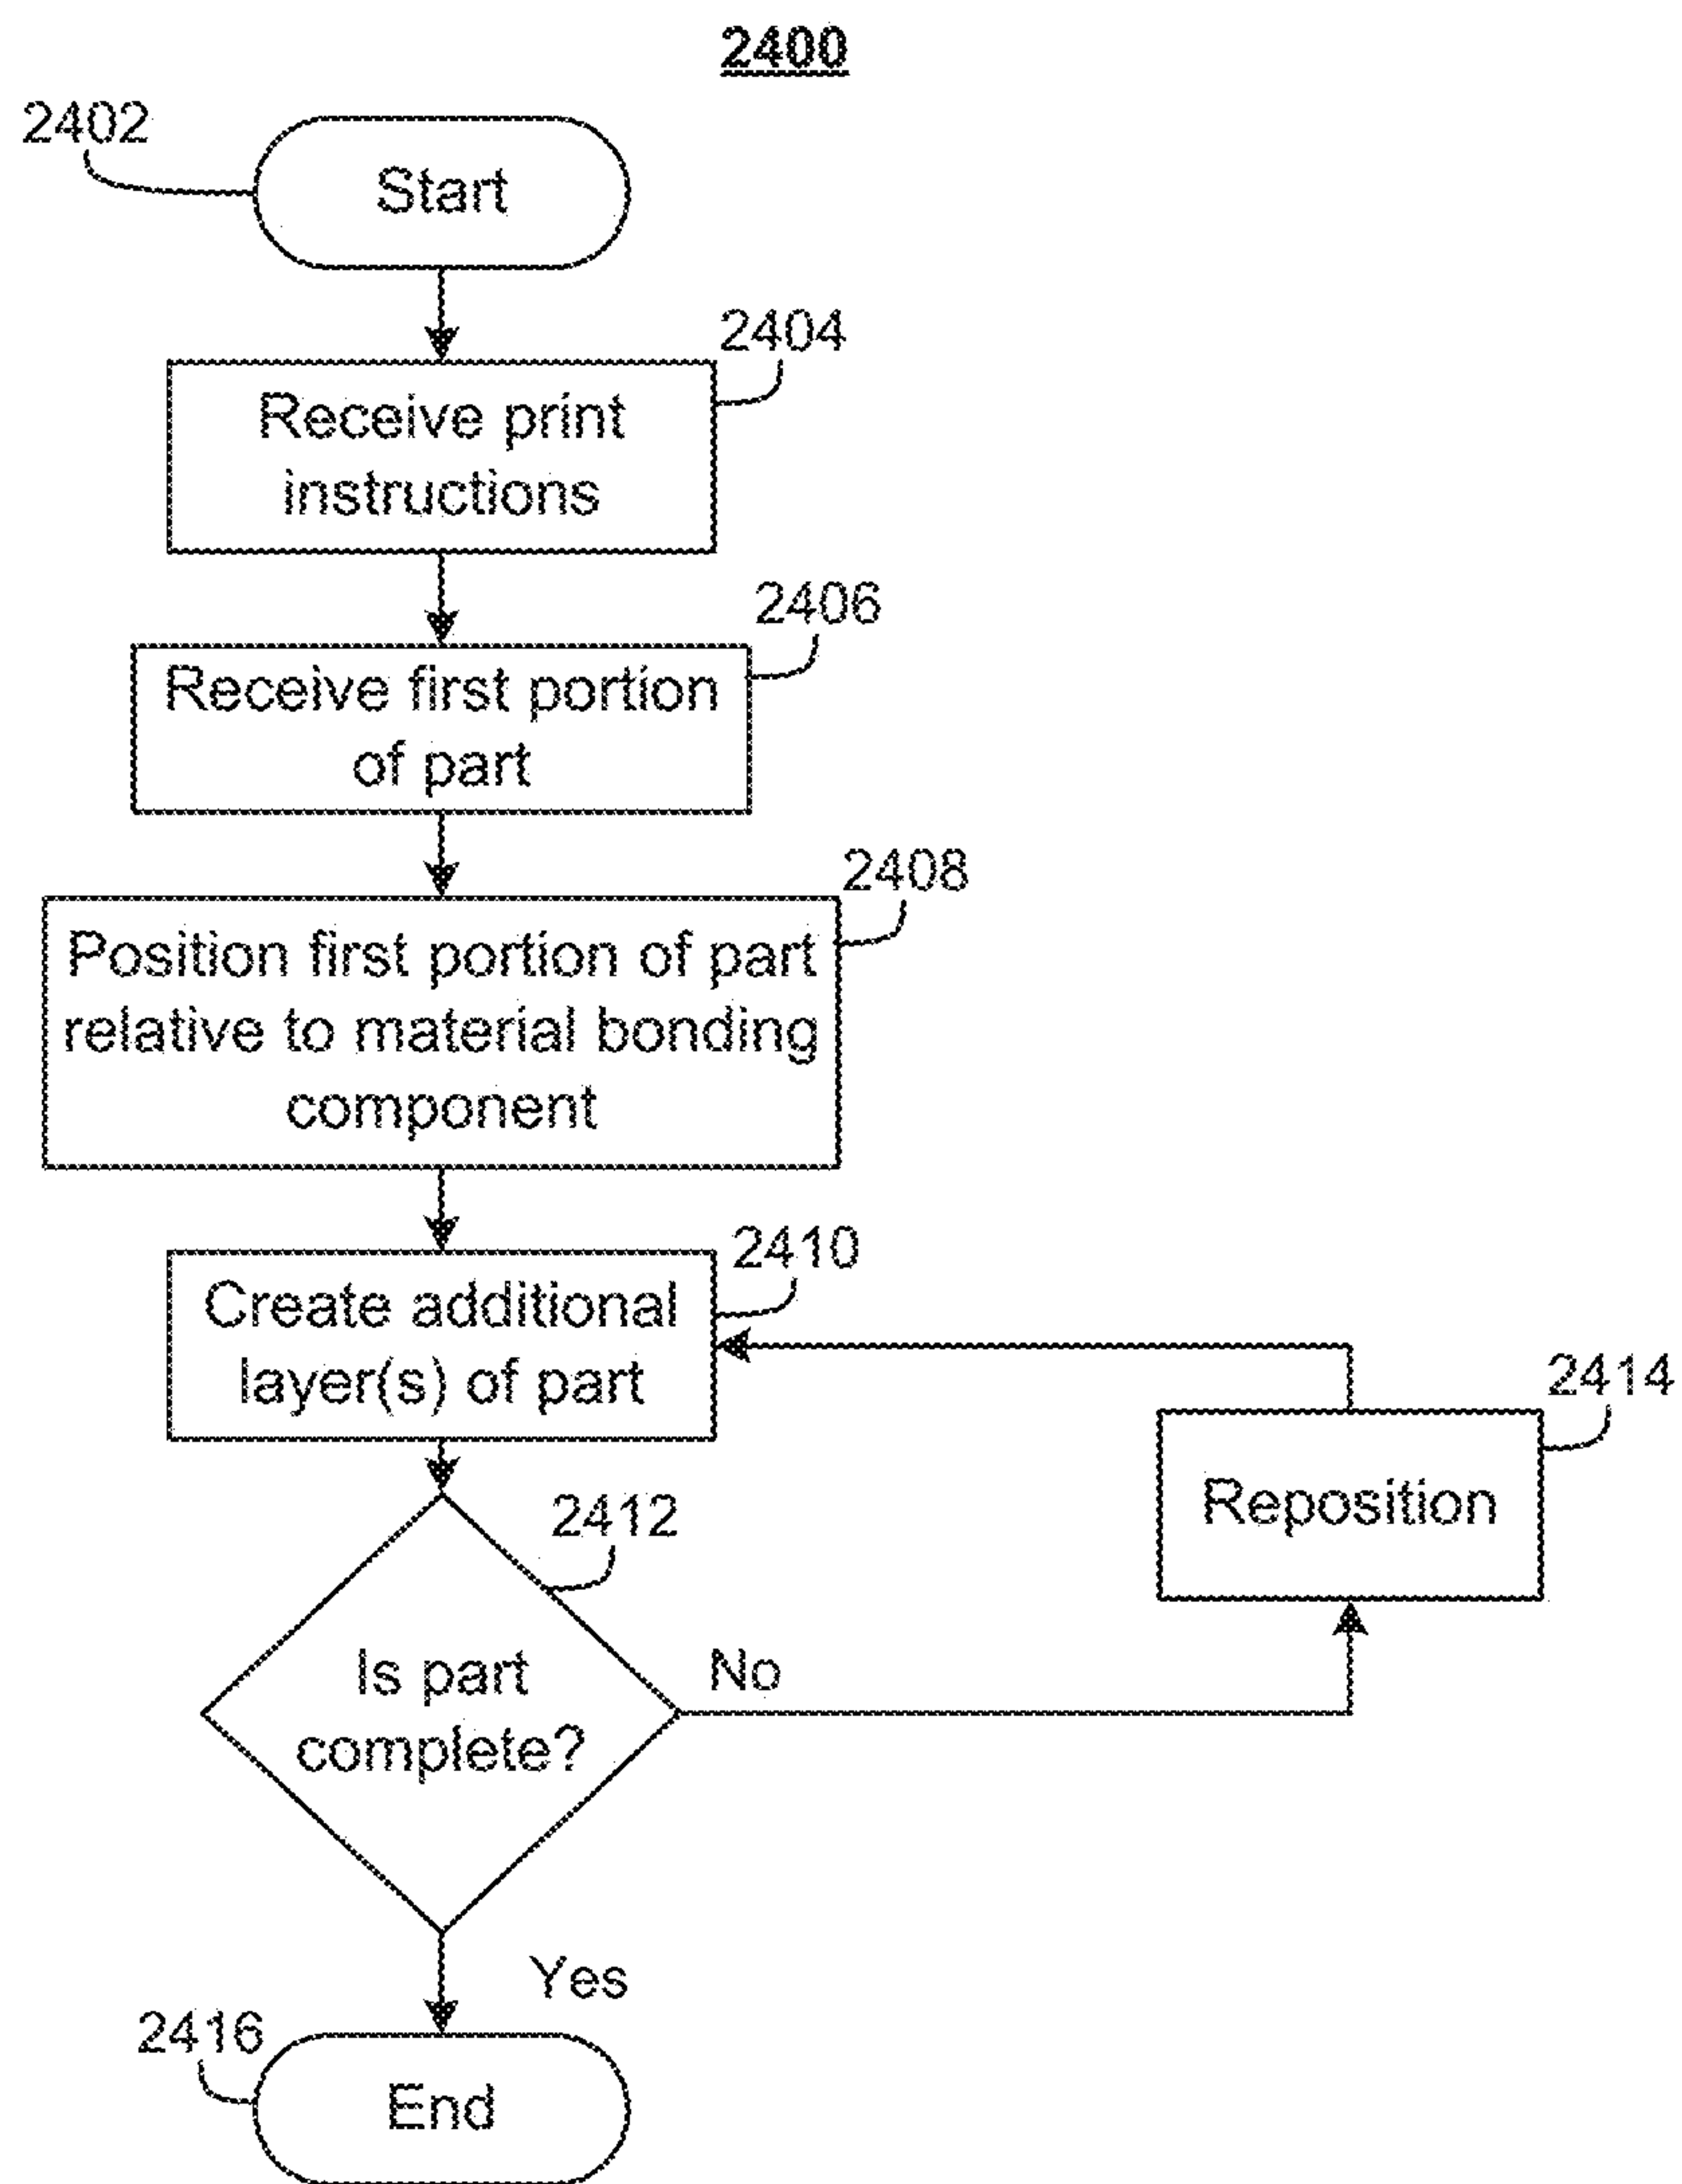 2400
2402
Start
2404
Receive print
instructions
2406
Receive first portion
of part
2408
Position first portion of part
relative to material bonding
component
2410
Create additional
layer(s) of part
2414
Reposition
2412
Is part
complete?
No
Yes
2416
End